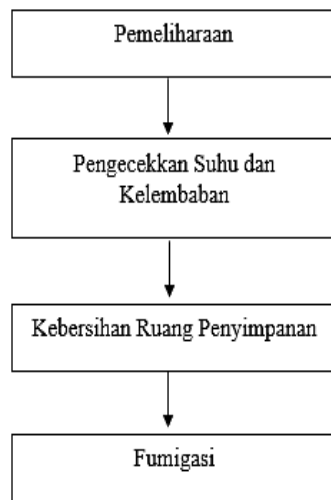 Pemeliharaan
Pengecekkan Suhu dan
Kelembaban
Kebersihan Ruang Penyimpanan
Fumigasi